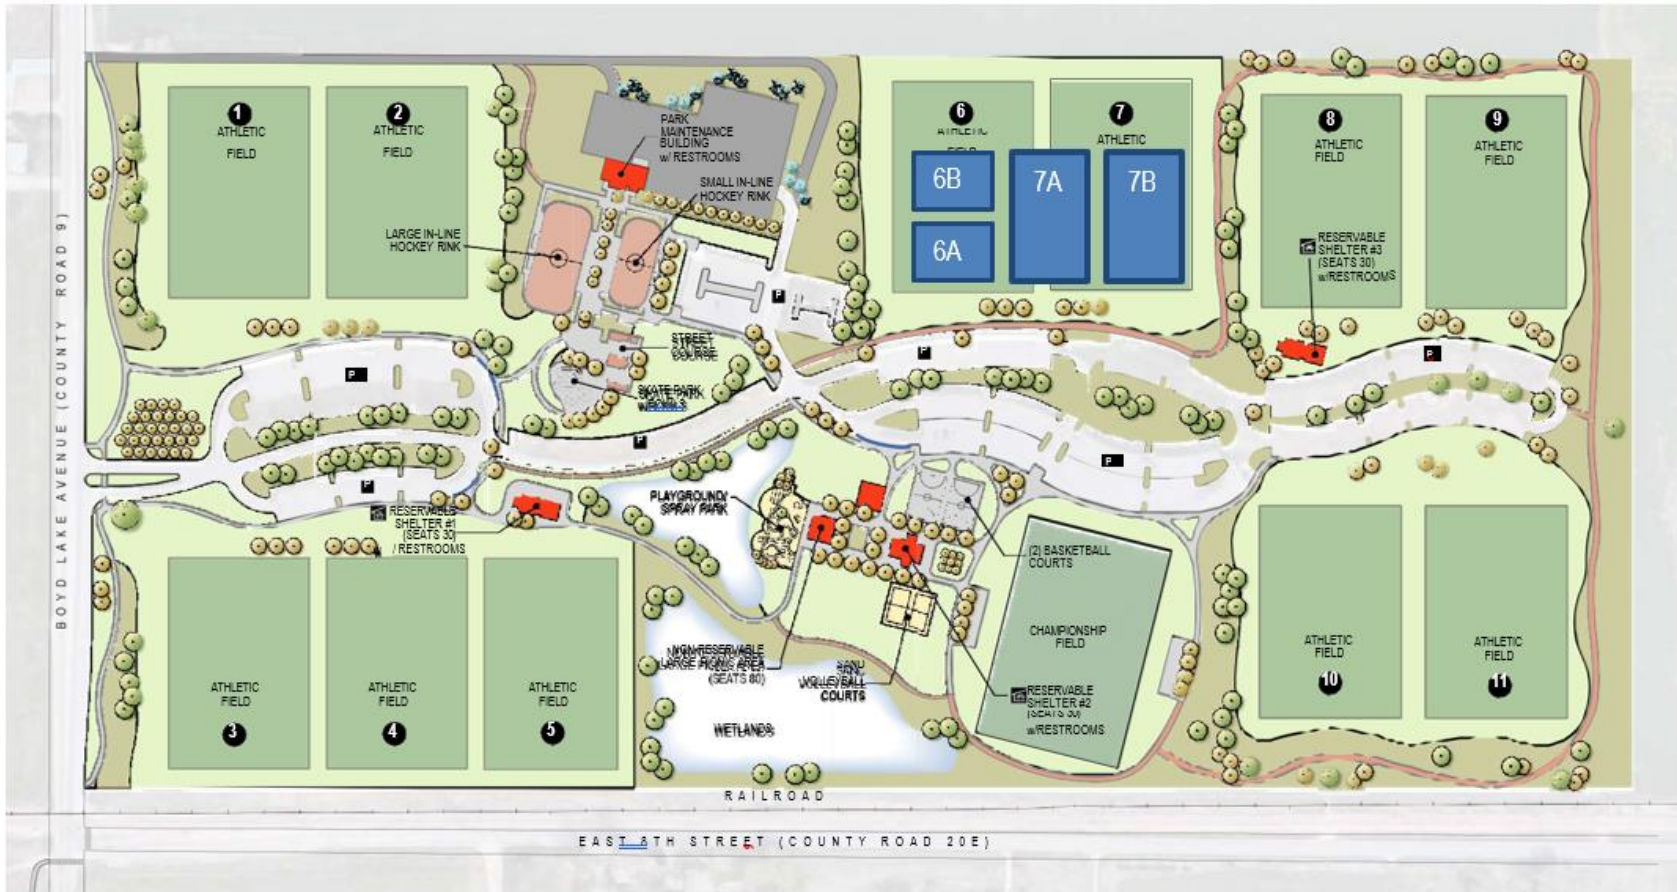 1
ATHLETIC
FIELD
2
ATHLETIC
FIELD
PARK
MAINTENANCE
BUILDING
w/ RESTROOMS
SMALL IN-LINE
HOCKEY RINK
LARGE IN-LINE
HOCKEY RINK
6
ATHLETIC
FIELD
6B
6A
7
ATHLETIC
7A
7B
8
ATHLETIC
FIELD
9
ATHLETIC
FIELD
RESERVABLE
SHELTER #3
(SEATS 30)
w/RESTROOMS
P
STREET
COURSE
SKATE PARK
P
P
P
P
P
P
BOYD LAKE AVENUE (COUNTY ROAD 9)
RESERVABLE
SHELTER #1
(SEATS 30)
/ RESTROOMS
PLAYGROUND/
SPRAY PARK
(2) BASKETBALL
COURTS
CHAMPIONSHIP
FIELD
NON-RESERVABLE
LARGE PICNIC AREA
(SEATS 80)
SAND
VOLLEYBALL
COURTS
RESERVABLE
SHELTER #2
(SEATS 30)
w/RESTROOMS
WETLANDS
ATHLETIC
FIELD
3
ATHLETIC
FIELD
4
ATHLETIC
FIELD
5
ATHLETIC
FIELD
10
ATHLETIC
FIELD
11
RAILROAD
EAST 8TH STREET (COUNTY ROAD 20E)